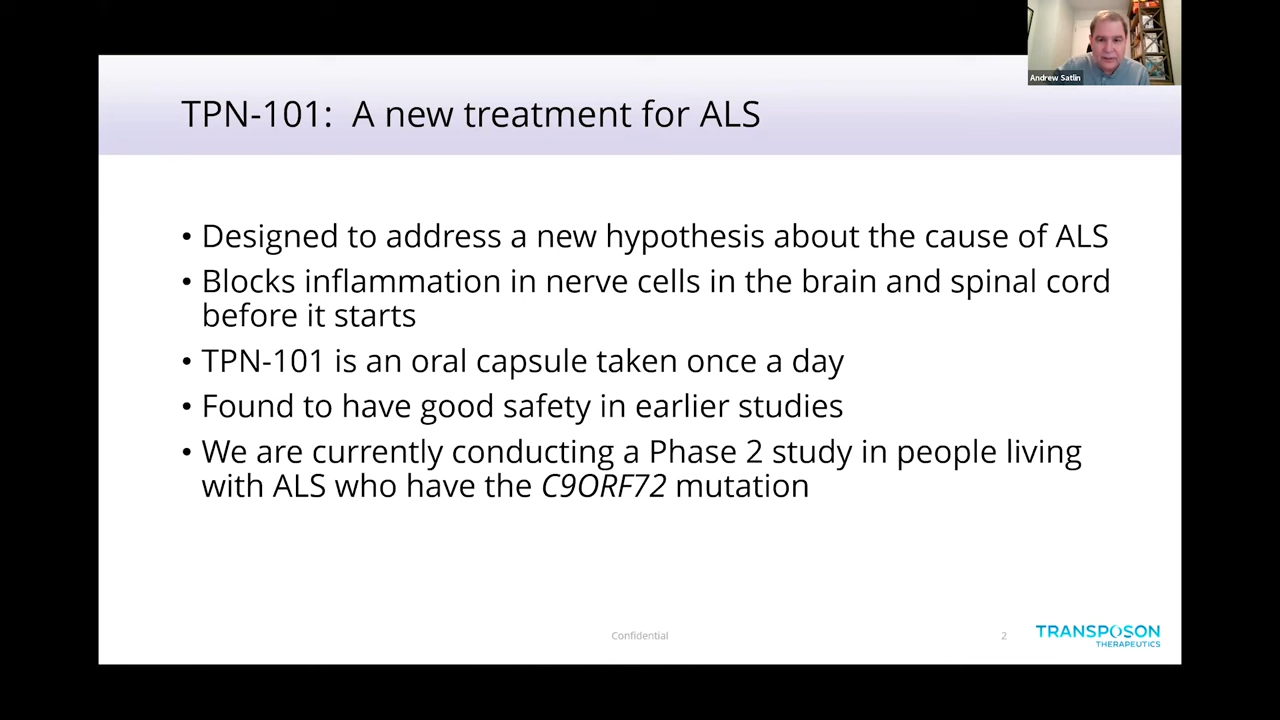 Andrew Satlin
TPN-101: A new treatment for ALS
• Designed to address a new hypothesis about the cause of ALS
• Blocks inflammation in nerve cells in the brain and spinal cord
before it starts
• TPN-101 is an oral capsule taken once a day
• Found to have good safety in earlier studies
• We are currently conducting a Phase 2 study in people living
with ALS who have the C9ORF72 mutation
Confidential
2
TRANSPOSON
THERAPEUTICS